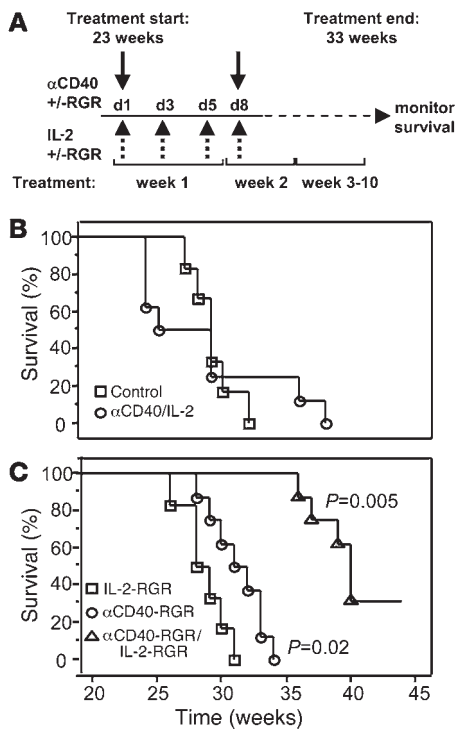 A
Treatment start:
23 weeks
Treatment end:
33 weeks
αCD40
+/-RGR
d1 d3 d5 d8
monitor
survival
IL-2
+/-RGR
Treatment: week 1 week 2 week 3-10
B
Survival (%)
100
80
60
40
20
0
Control
αCD40/IL-2
C
Survival (%)
100
80
60
40
20
0
P=0.005
IL-2-RGR
αCD40-RGR
αCD40-RGR/
IL-2-RGR
P=0.02
20 25 30 35 40 45
Time (weeks)